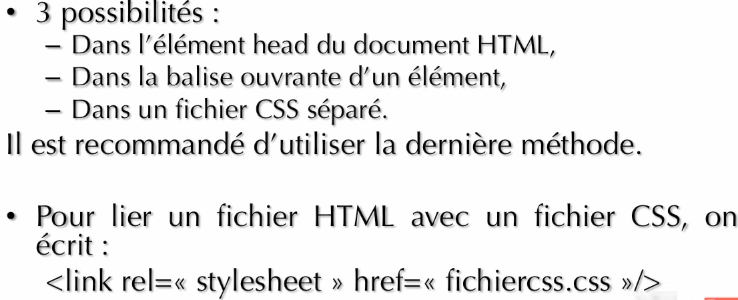 • 3 possibilités :
– Dans l’élément head du document HTML,
– Dans la balise ouvrante d’un élément,
– Dans un fichier CSS séparé.
Il est recommandé d’utiliser la dernière méthode.
• Pour lier un fichier HTML avec un fichier CSS, on
écrit :
<link rel=« stylesheet » href=« fichiercss.css »/>